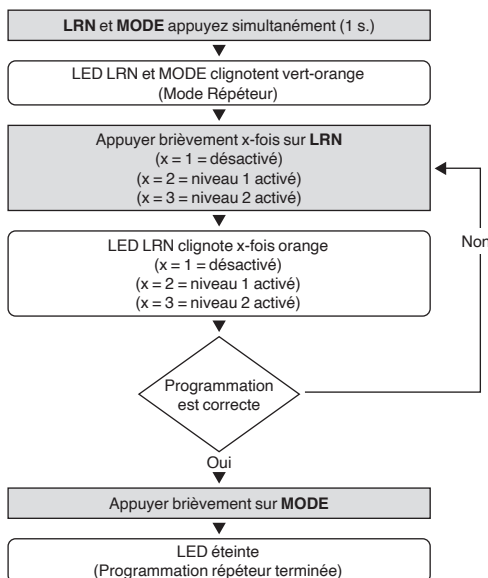 LRN et MODE appuyez simultanément (1 s.)
LED LRN et MODE clignotent vert-orange
(Mode Répéteur)
Appuyer brièvement x-fois sur LRN
(x = 1 = désactivé)
(x = 2 = niveau 1 activé)
(x = 3 = niveau 2 activé)
LED LRN clignote x-fois orange
(x = 1 = désactivé)
(x = 2 = niveau 1 activé)
(x = 3 = niveau 2 activé)
Non
Programmation
est correcte
Oui
Appuyer brièvement sur MODE
LED éteinte
(Programmation répéteur terminée)